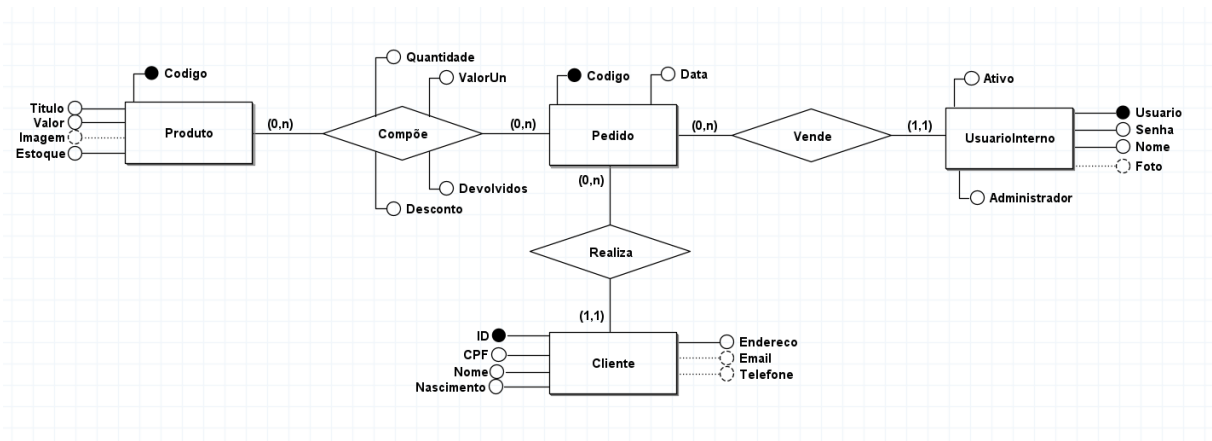 Codigo
Titulo
Valor
Imagem
Estoque
Produto
(0,n)
Quantidade
ValorUn
Compõe
Devolvidos
Desconto
(0,n)
Codigo
Data
Pedido
(0,n)
(0,n)
Vende
(1,1)
Ativo
UsuarioInterno
Usuario
Senha
Nome
Foto
Administrador
Realiza
(1,1)
ID
CPF
Nome
Nascimento
Cliente
Endereco
Email
Telefone